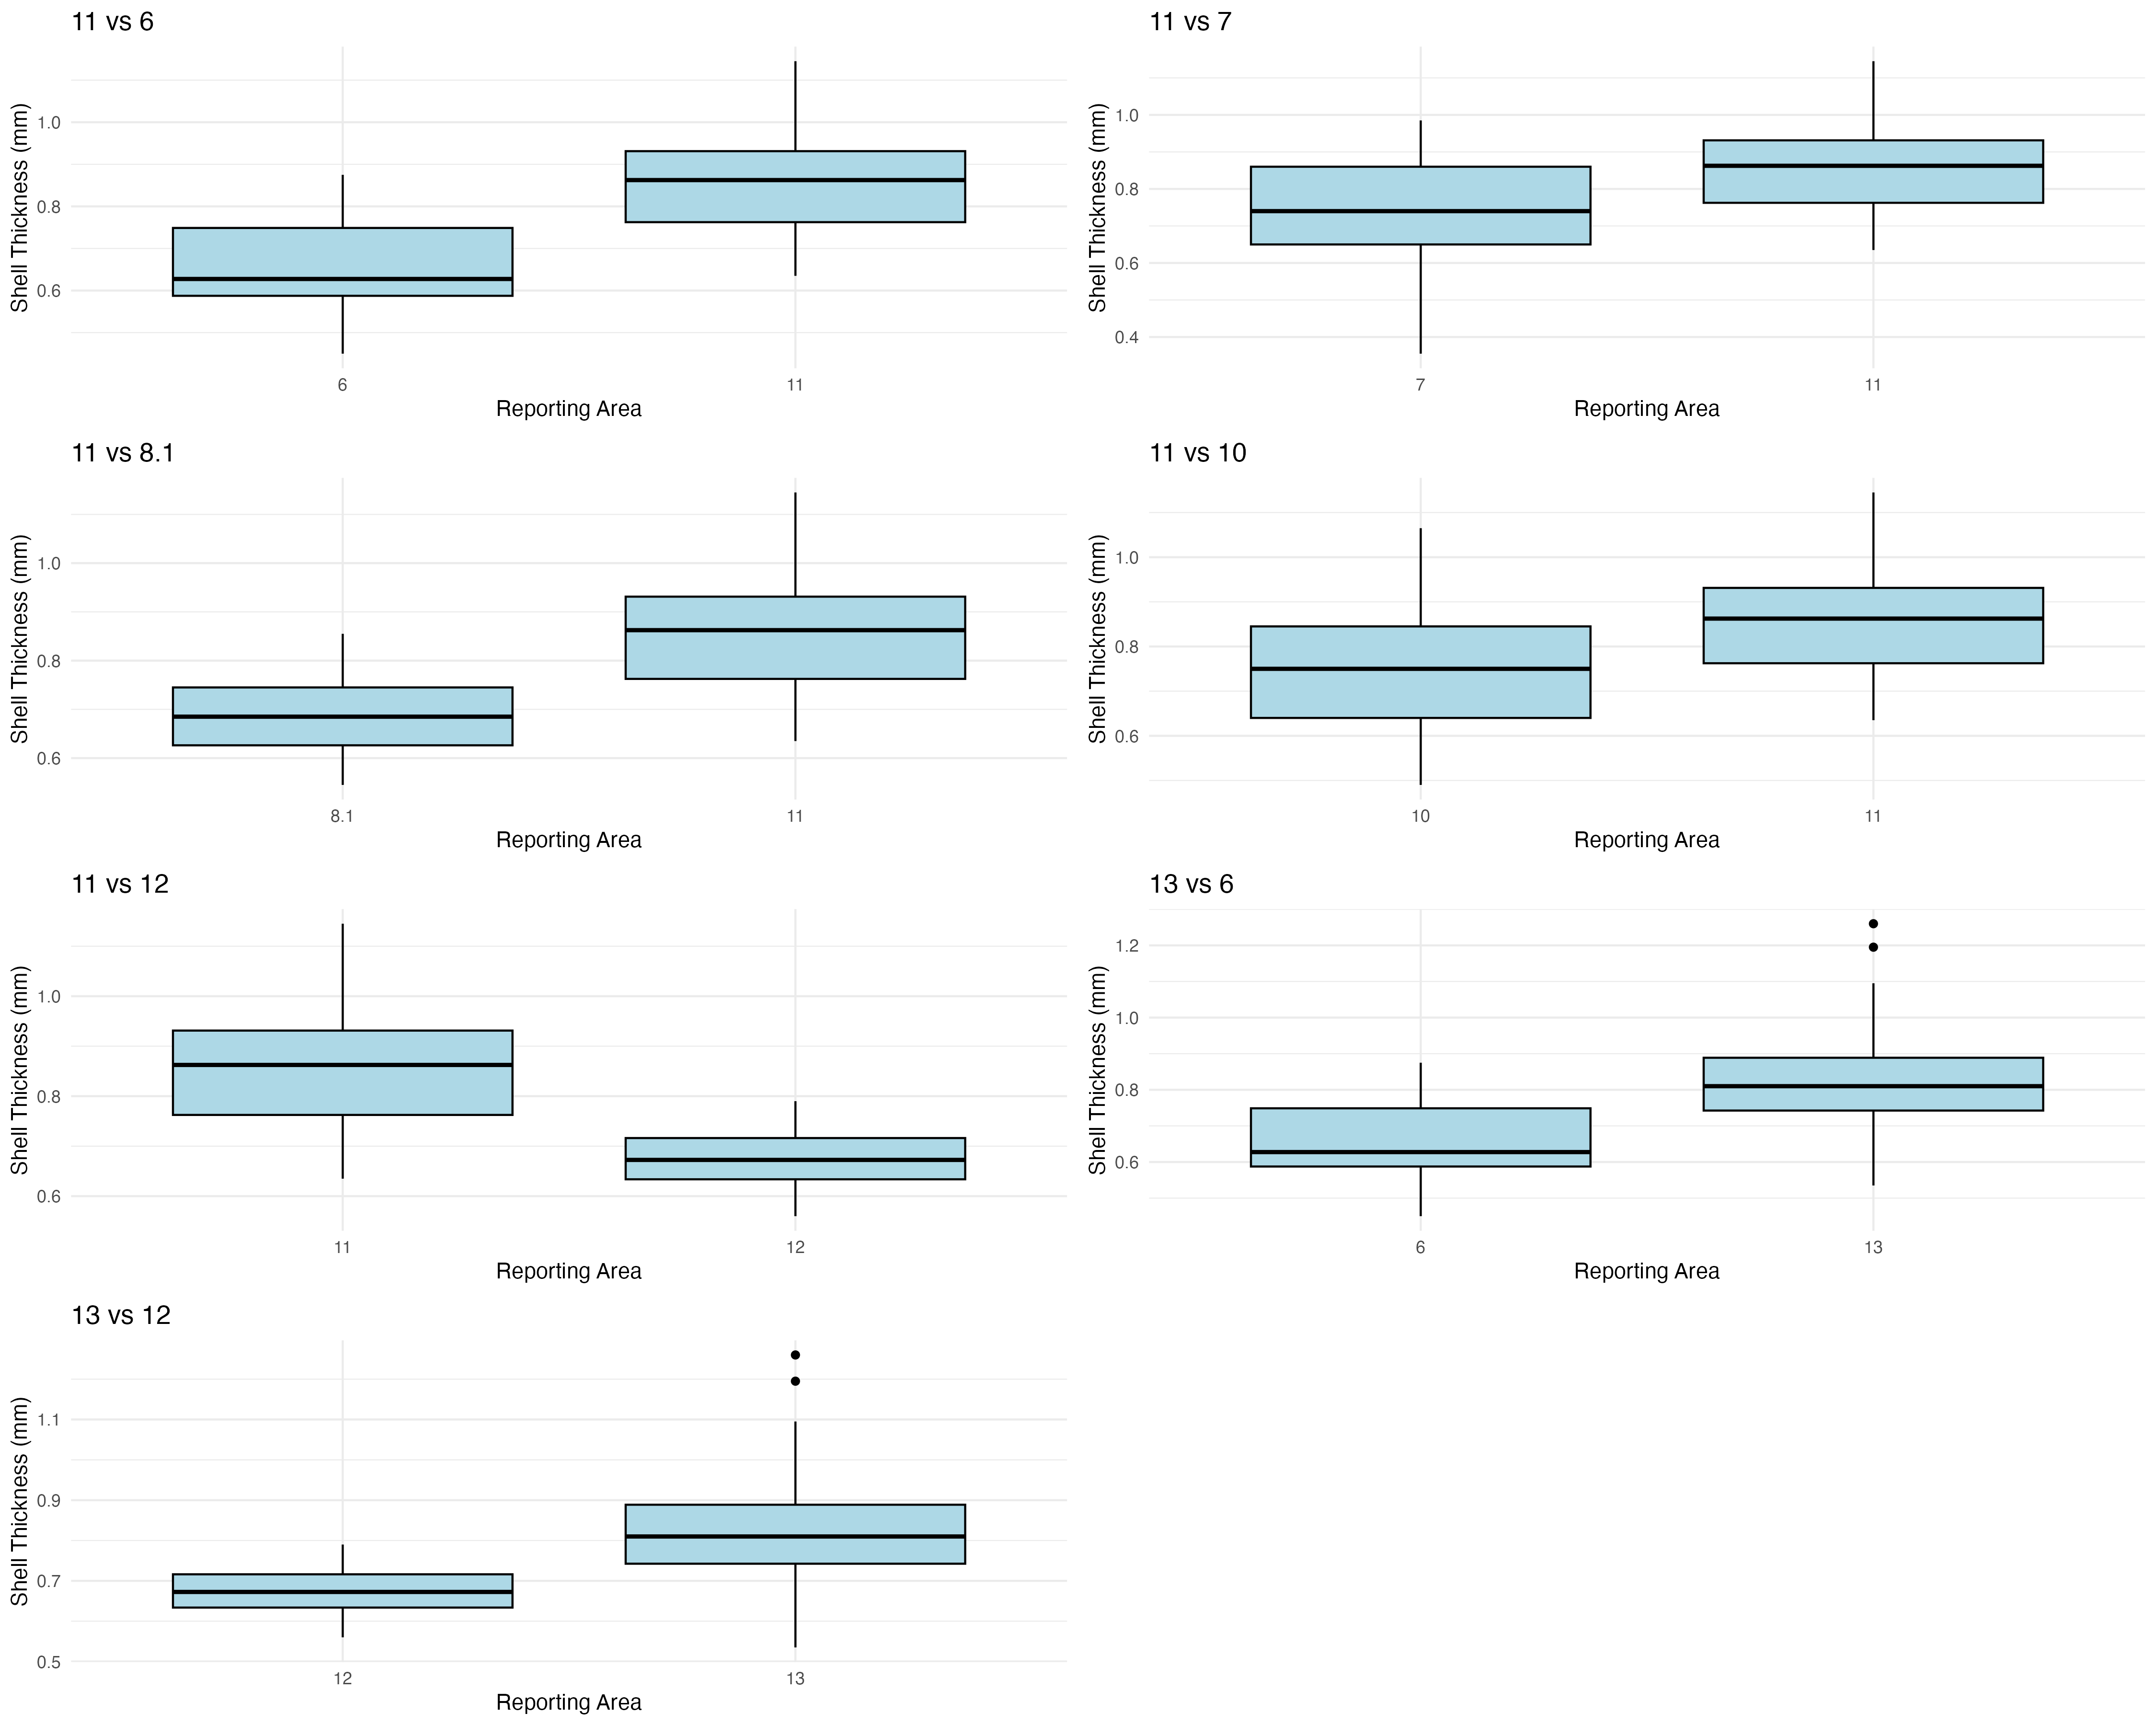 11 vs 6
Shell Thickness (mm)
1.0
0.8
0.6
6
11
Reporting Area
11 vs 7
Shell Thickness (mm)
1.0
0.8
0.6
0.4
7
11
Reporting Area
11 vs 8.1
Shell Thickness (mm)
1.0
0.8
0.6
8.1
11
Reporting Area
11 vs 10
Shell Thickness (mm)
1.0
0.8
0.6
10
11
Reporting Area
11 vs 12
Shell Thickness (mm)
1.0
0.8
0.6
11
12
Reporting Area
13 vs 6
Shell Thickness (mm)
1.2
1.0
0.8
0.6
6
13
Reporting Area
13 vs 12
Shell Thickness (mm)
1.1
0.9
0.7
0.5
12
13
Reporting Area